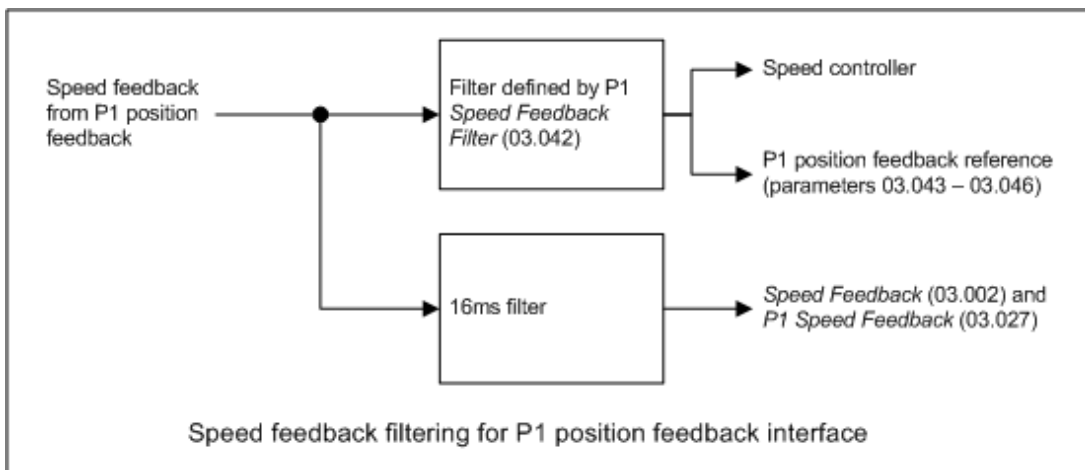 Speed feedback
from P1 position
feedback
Filter defined by P1
Speed Feedback
Filter (03.042)
Speed controller
P1 position feedback reference
(parameters 03.043 – 03.046)
16ms filter
Speed Feedback (03.002) and
P1 Speed Feedback (03.027)
Speed feedback filtering for P1 position feedback interface